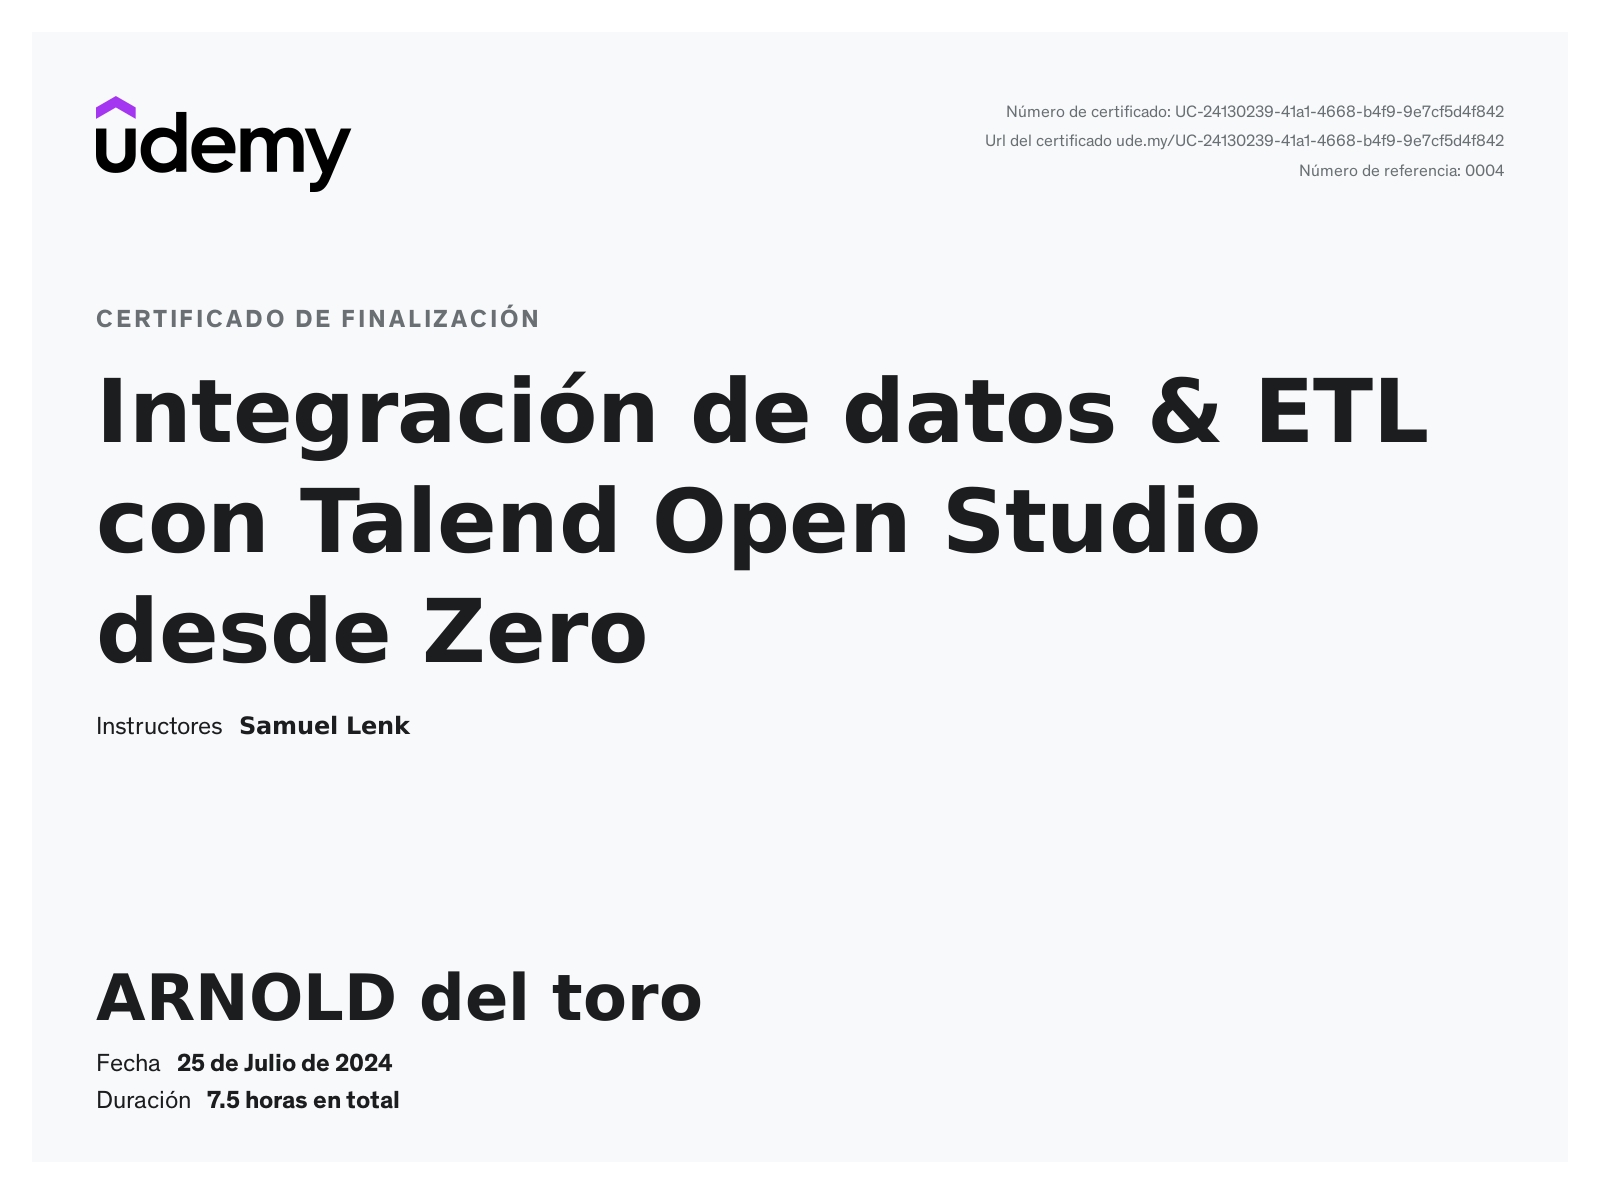 udemy
Número de certificado: UC-24130239-41a1-4668-b4f9-9e7cf5d4f842
Url del certificado ude.my/UC-24130239-41a1-4668-b4f9-9e7cf5d4f842
Número de referencia: 0004
CERTIFICADO DE FINALIZACIÓN
Integración de datos & ETL
con Talend Open Studio
desde Zero
Instructores Samuel Lenk
ARNOLD del toro
Fecha 25 de Julio de 2024
Duración 7.5 horas en total